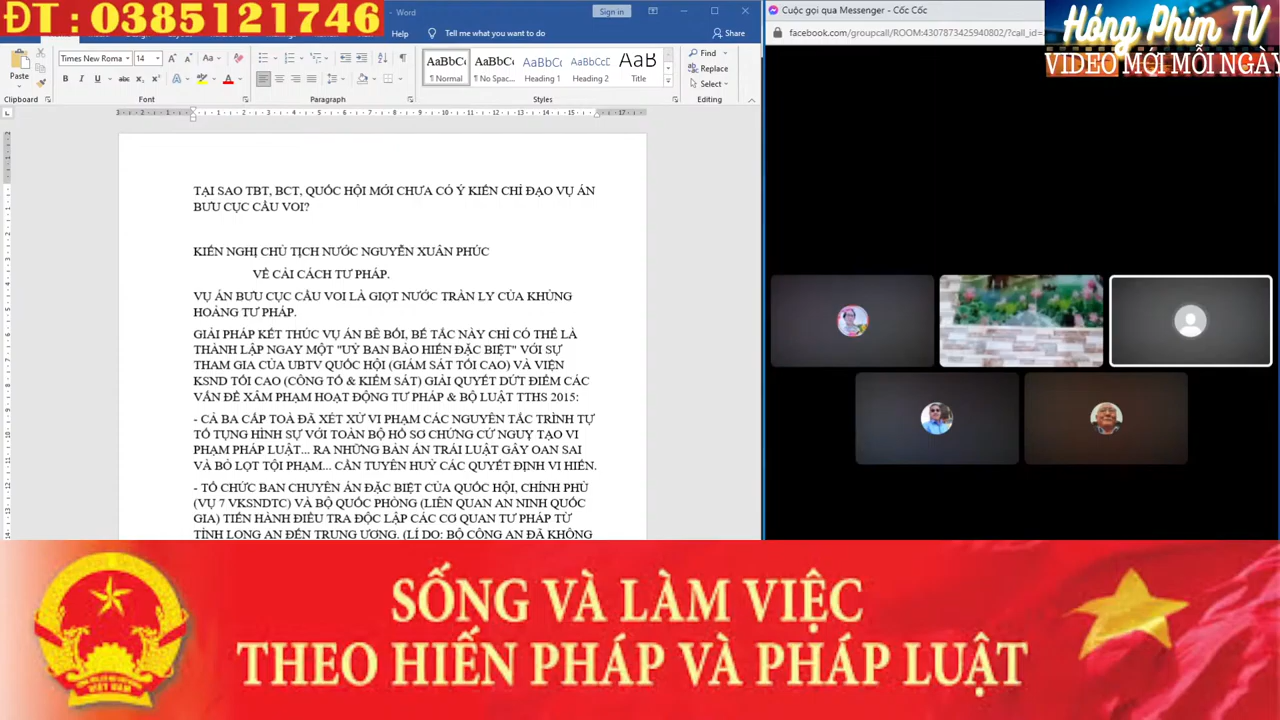 ĐT : 0385121746
- Word
Sign in
Help
Tell me what you want to do
Share
Paste
Times New Roma
14
Aa
B I U abc X₂ X²
AaBbC(
AaBbC(
AaBbC(
AaBbCcC
AaB
¶ Normal
¶ No Spac...
Heading 1
Heading 2
Title
Find
Replace
Select
Clipboard
Font
Paragraph
Styles
Editing
TẠI SAO TBT, BCT, QUỐC HỘI MỚI CHƯA CÓ Ý KIẾN CHỈ ĐẠO VỤ ÁN
BƯU CỤC CẦU VOI?
KIẾN NGHỊ CHỦ TỊCH NƯỚC NGUYỄN XUÂN PHÚC
VỀ CẢI CÁCH TƯ PHÁP.
VỤ ÁN BƯU CỤC CẦU VOI LÀ GIỌT NƯỚC TRÀN LY CỦA KHỦNG
HOẢNG TƯ PHÁP.
GIẢI PHÁP KẾT THÚC VỤ ÁN BÊ BỐI, BẾ TẮC NÀY CHỈ CÓ THỂ LÀ
THÀNH LẬP NGAY MỘT "UỶ BAN BẢO HIẾN ĐẶC BIỆT" VỚI SỰ
THAM GIA CỦA UBTV QUỐC HỘI (GIÁM SÁT TỐI CAO) VÀ VIỆN
KSND TỐI CAO (CÔNG TỐ & KIỂM SÁT) GIẢI QUYẾT DỨT ĐIỂM CÁC
VẤN ĐỀ XÂM PHẠM HOẠT ĐỘNG TƯ PHÁP & BỘ LUẬT TTHS 2015:
- CẢ BA CẤP TOÀ ĐÃ XÉT XỬ VI PHẠM CÁC NGUYÊN TẮC TRÌNH TỰ
TỐ TỤNG HÌNH SỰ VỚI TOÀN BỘ HỒ SƠ CHỨNG CỨ NGUỴ TẠO VI
PHẠM PHÁP LUẬT... RA NHỮNG BẢN ÁN TRÁI LUẬT GÂY OAN SAI
VÀ BỎ LỌT TỘI PHẠM... CẦN TUYÊN HUỶ CÁC QUYẾT ĐỊNH VI HIẾN.
- TỔ CHỨC BAN CHUYÊN ÁN ĐẶC BIỆT CỦA QUỐC HỘI, CHÍNH PHỦ
(VỤ 7 VKSNDTC) VÀ BỘ QUỐC PHÒNG (LIÊN QUAN AN NINH QUỐC
GIA) TIẾN HÀNH ĐIỀU TRA ĐỘC LẬP CÁC CƠ QUAN TƯ PHÁP TỪ
TỈNH LONG AN ĐẾN TRUNG ƯƠNG. (LÍ DO: BỘ CÔNG AN ĐÃ KHÔNG
Cuộc gọi qua Messenger - Cốc Cốc
facebook.com/groupcall/ROOM:4307873425940802/?call_id=
Hóng Phim TV
VIDEO MỚI MỖI NGÀY
SỐNG VÀ LÀM VIỆC
THEO HIẾN PHÁP VÀ PHÁP LUẬT
VIỆT NAM